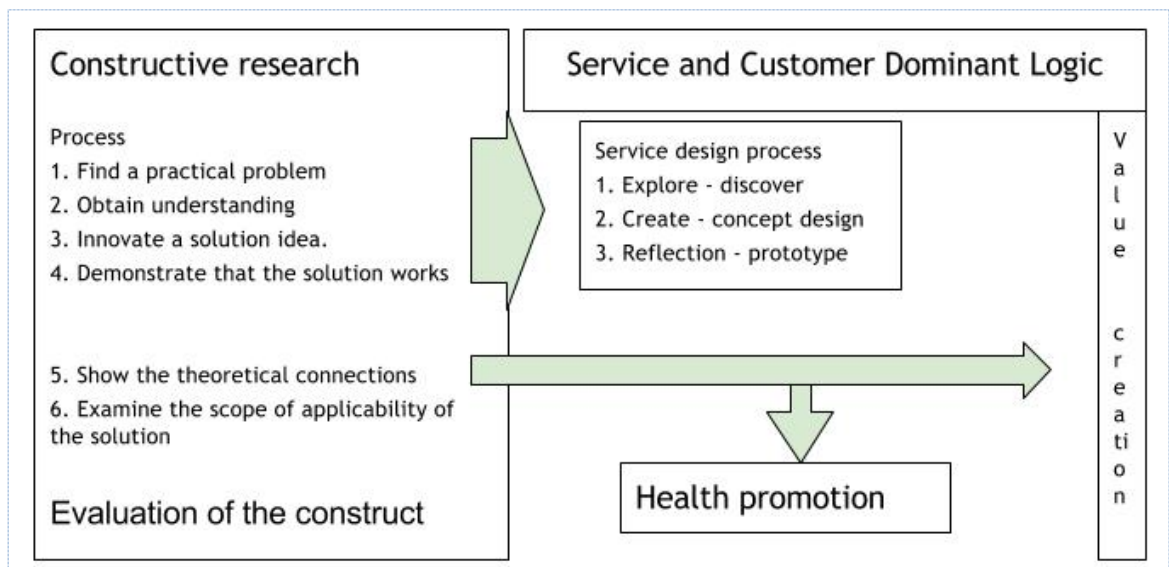 Constructive research
Process
1. Find a practical problem
2. Obtain understanding
3. Innovate a solution idea.
4. Demonstrate that the solution works
5. Show the theoretical connections
6. Examine the scope of applicability of
the solution
Evaluation of the construct
Service and Customer Dominant Logic
Service design process
1. Explore - discover
2. Create - concept design
3. Reflection - prototype
Health promotion
Value creation